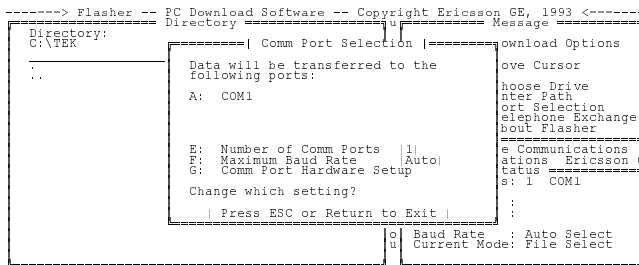 -------> Flasher -- PC Download Software -- Copyright Ericsson GE, 1993 <-----
Directory
u
Message
Directory:
C:\TEK
.
..
| Comm Port Selection |
Data will be transferred to the
following ports:
A: COM1
E: Number of Comm Ports |1|
F: Maximum Baud Rate |Auto|
G: Comm Port Hardware Setup
Change which setting?
| Press ESC or Return to Exit |
ownload Options
ove Cursor
hoose Drive
nter Path
ort Selection
elephone Exchange
bout Flasher
e Communications
ations Ericsson
tatus
s: 1 COM1
:
:
o
u
Baud Rate : Auto Select
Current Mode: File Select